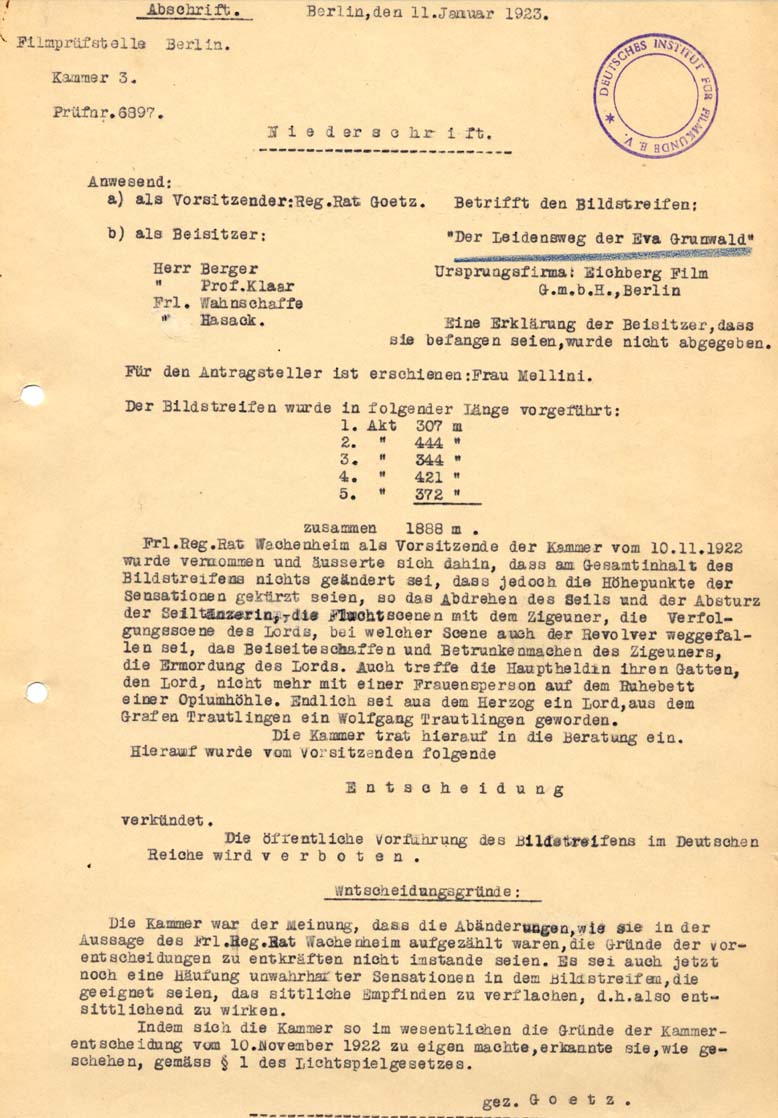 Abschrift. Berlin,den 11.Januar 1923.
Filmprüfstelle Berlin.
Kammer 3.
Prüfnr.6897.
DEUTSCHES INSTITUT FÜR FILMKUNDE E.V. *
N i e d e r s c h r i f t.
Anwesend:
a) als Vorsitzender:Reg.Rat Goetz. Betrifft den Bildstreifen:
b) als Beisitzer: "Der Leidensweg der Eva Grunwald"
Herr Berger Ursprungsfirma: Eichberg Film
" Prof.Klaar G.m.b.H.,Berlin
Frl. Wahnschaffe
" Hasack. Eine Erklärung der Beisitzer,dass
sie befangen seien,wurde nicht abgegeben.
Für den Antragsteller ist erschienen:Frau Mellini.
Der Bildstreifen wurde in folgender Länge vorgeführt:
1. Akt 307 m
2. " 444 "
3. " 344 "
4. " 421 "
5. " 372 "
zusammen 1888 m .
Frl.Reg.Rat Wachenheim als Vorsitzende der Kammer vom 10.11.1922
wurde vernommen und äusserte sich dahin, dass am Gesamtinhalt des
Bildstreifens nichts geändert sei, dass jedoch die Höhepunkte der
Sensationen gekürzt seien, so das Abdrehen des Seils und der Absturz
der Seiltänzerin, die Fluchtscenen mit dem Zigeuner, die Verfol-
gungsscene des Lords, bei welcher Scene auch der Revolver weggefal-
len sei, das Beiseiteschaffen und Betrunkenmachen des Zigeuners,
die Ermordung des Lords. Auch treffe die Hauptheldin ihren Gatten,
den Lord, nicht mehr mit einer Frauensperson auf dem Ruhebett
einer Opiumhöhle. Endlich sei aus dem Herzog ein Lord,aus dem
Grafen Trautlingen ein Wolfgang Trautlingen geworden.
Die Kammer trat hierauf in die Beratung ein.
Hierauf wurde vom Vorsitzenden folgende
E n t s c h e i d u n g
verkündet.
Die öffentliche Vorführung des Bildstreifens im Deutschen
Reiche wird v e r b o t e n .
Wntscheidungsgründe:
Die Kammer war der Meinung, dass die Abänderungen,wie sie in der
Aussage des Frl.Reg.Rat Wachenheim aufgezählt waren,die Gründe der Vor-
entscheidungen zu entkräften nicht imstande seien. Es sei auch jetzt
noch eine Häufung unwahrhafter Sensationen in dem Bildstreifen,die
geeignet seien, das sittliche Empfinden zu verflachen, d.h.also ent-
sittlichend zu wirken.
Indem sich die Kammer so im wesentlichen die Gründe der Kammer-
entscheidung vom 10.November 1922 zu eigen machte,erkannte sie,wie ge-
schehen, gemäss § 1 des Lichtspielgesetzes.
gez. G o e t z .